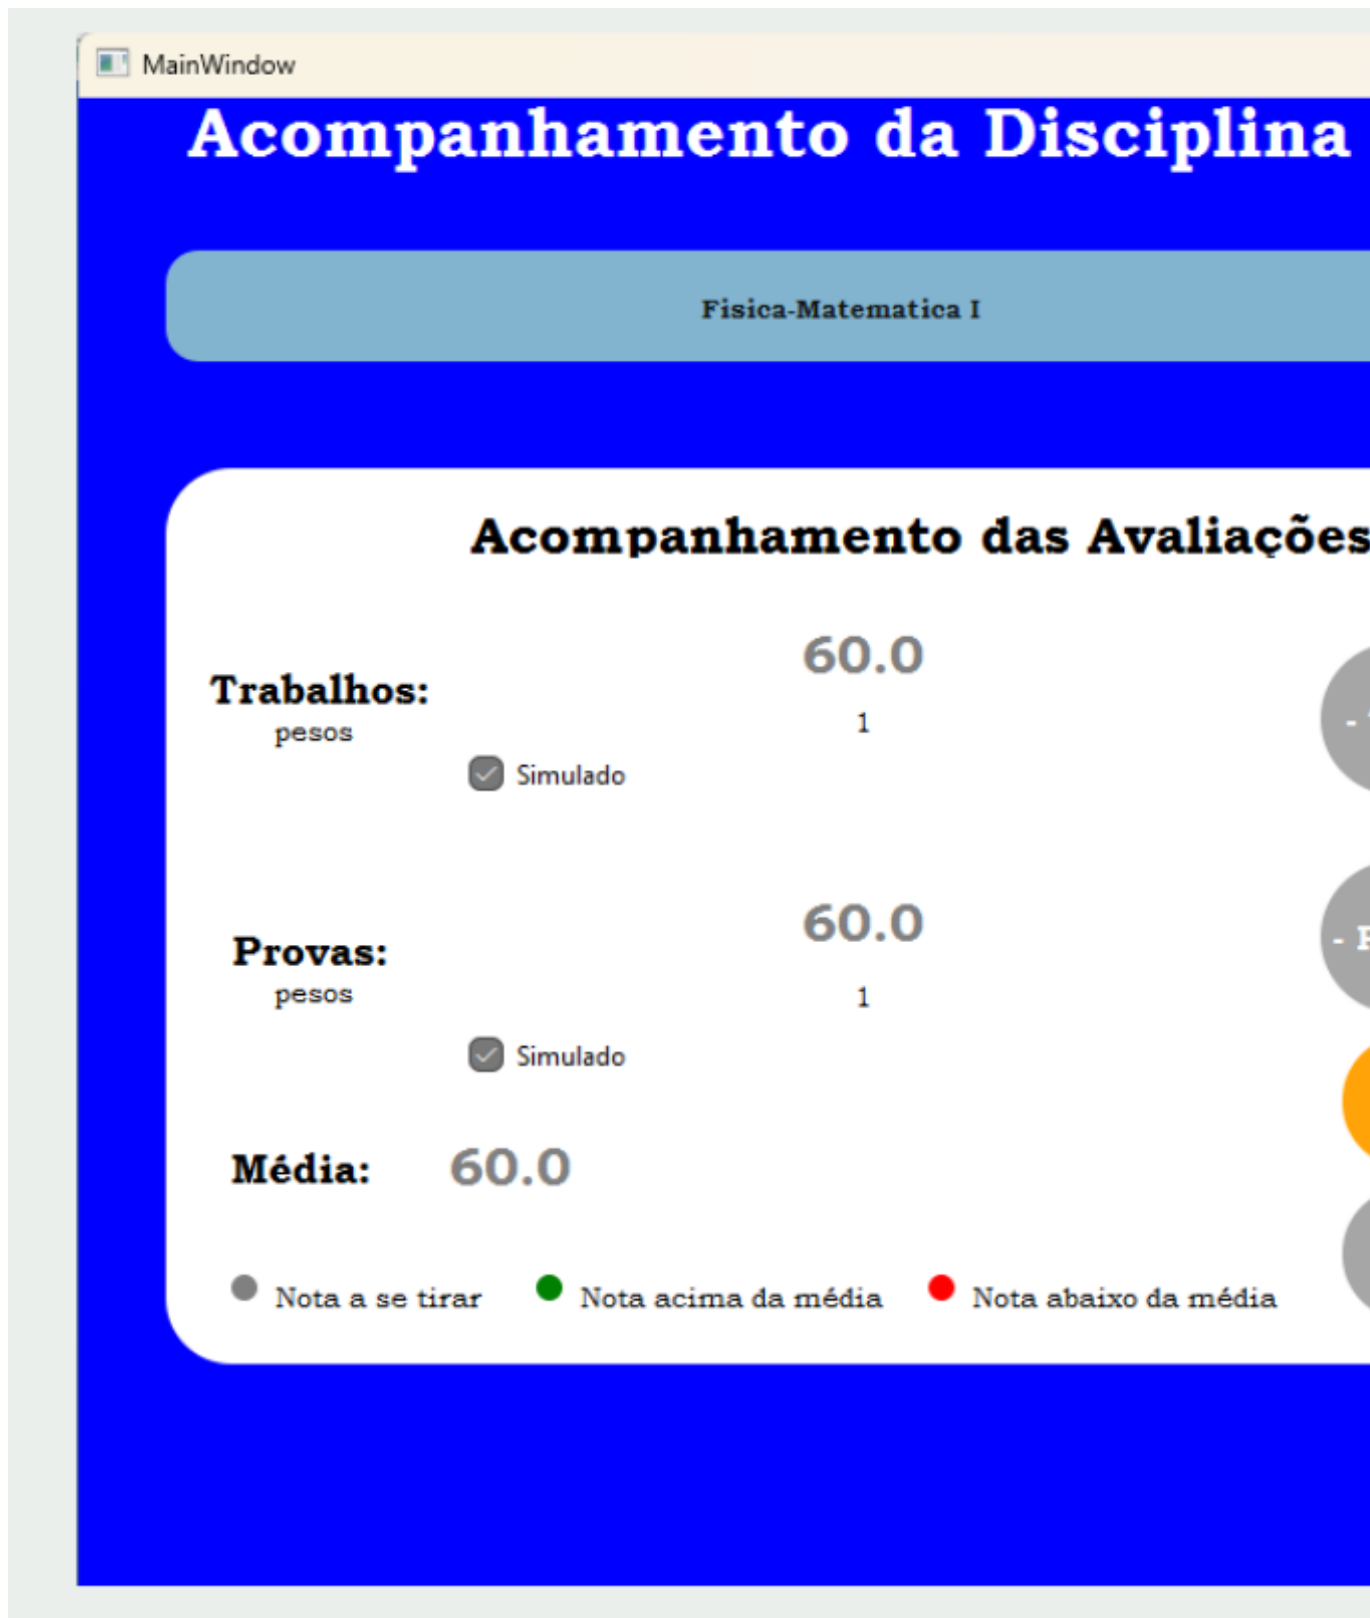 MainWindow
Acompanhamento da Disciplina
Fisica-Matematica I
Acompanhamento das Avaliações
60.0
Trabalhos:
pesos
1
Simulado
60.0
Provas:
pesos
1
Simulado
Média: 60.0
Nota a se tirar Nota acima da média Nota abaixo da média